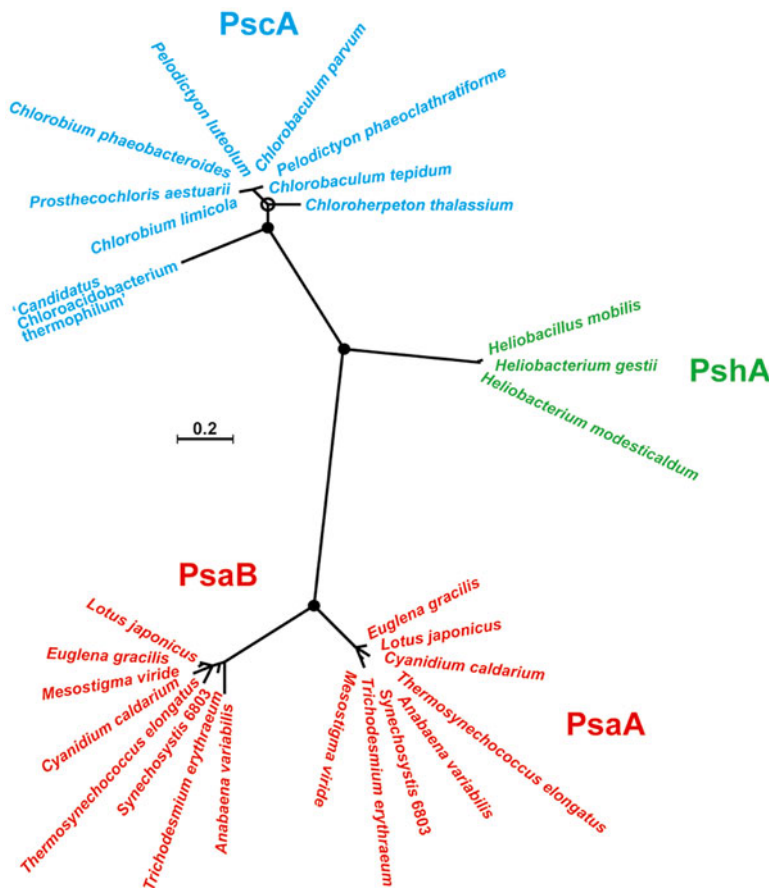 PscA
Pelodictyon luteolum
Chlorobaculum parvum
Chlorobium phaeobacteroides
Pelodictyon phaeoclathratiforme
Prosthecochloris aestuarii
Chlorobaculum tepidum
Chlorobium limicola
Chloroherpeton thalassium
'Candidatus
Chloroacidobacterium
thermophilum'
Heliobacillus mobilis
Heliobacterium gestii
PshA
Heliobacterium modesticaldum
0.2
PsaB
Lotus japonicus
Euglena gracilis
Mesostigma viride
Cyanidium caldarium
Thermosynechococcus elongatus
Synechosystis 6803
Trichodesmium erythraeum
Anabaena variabilis
Euglena gracilis
Lotus japonicus
Cyanidium caldarium
Thermosynechococcus elongatus
Anabaena variabilis
Synechosystis 6803
Trichodesmium erythraeum
Mesostigma viride
PsaA